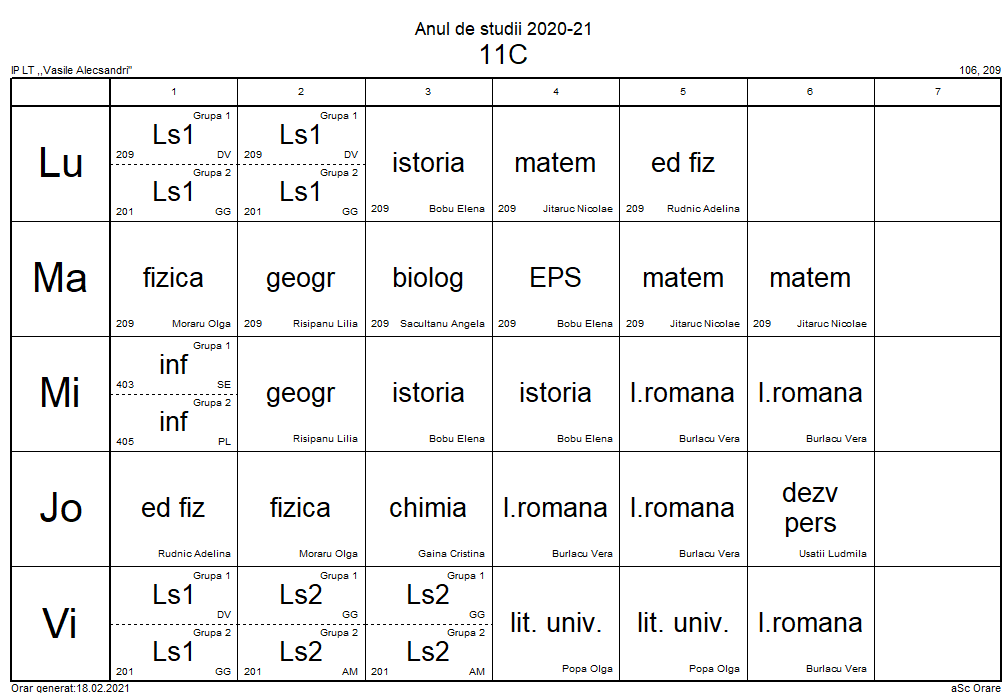 Anul de studii 2020-21
11C
IP LT ,,Vasile Alecsandri"
106, 209
1 2 3 4 5 6 7
Lu
Grupa 1
Ls1
209 DV
Grupa 2
Ls1
201 GG
Grupa 1
Ls1
209 DV
Grupa 2
Ls1
201 GG
istoria
209 Bobu Elena
matem
209 Jitaruc Nicolae
ed fiz
209 Rudnic Adelina
Ma
fizica
209 Moraru Olga
geogr
209 Risipanu Lilia
biolog
209 Sacultanu Angela
EPS
209 Bobu Elena
matem
209 Jitaruc Nicolae
matem
209 Jitaruc Nicolae
Mi
Grupa 1
inf
403 SE
Grupa 2
inf
405 PL
geogr
Risipanu Lilia
istoria
Bobu Elena
istoria
Bobu Elena
l.romana
Burlacu Vera
l.romana
Burlacu Vera
Jo
ed fiz
Rudnic Adelina
fizica
Moraru Olga
chimia
Gaina Cristina
l.romana
Burlacu Vera
l.romana
Burlacu Vera
dezv
pers
Usatii Ludmila
Vi
Grupa 1
Ls1
DV
Grupa 2
Ls1
201 GG
Grupa 1
Ls2
GG
Grupa 2
Ls2
201 AM
Grupa 1
Ls2
GG
Grupa 2
Ls2
201 AM
lit. univ.
Popa Olga
lit. univ.
Popa Olga
l.romana
Burlacu Vera
Orar generat:18.02.2021
aSc Orare